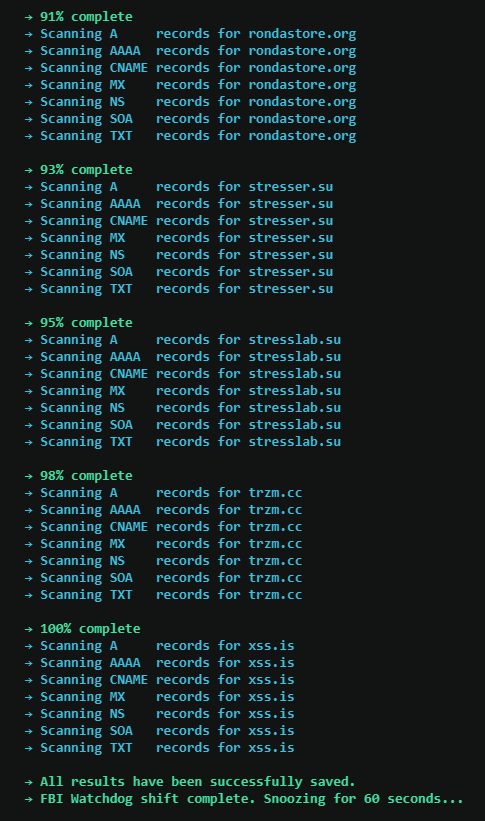 → 91% complete
→ Scanning A     records for rondastore.org
→ Scanning AAAA  records for rondastore.org
→ Scanning CNAME records for rondastore.org
→ Scanning MX    records for rondastore.org
→ Scanning NS    records for rondastore.org
→ Scanning SOA   records for rondastore.org
→ Scanning TXT   records for rondastore.org

→ 93% complete
→ Scanning A     records for stresser.su
→ Scanning AAAA  records for stresser.su
→ Scanning CNAME records for stresser.su
→ Scanning MX    records for stresser.su
→ Scanning NS    records for stresser.su
→ Scanning SOA   records for stresser.su
→ Scanning TXT   records for stresser.su

→ 95% complete
→ Scanning A     records for stresslab.su
→ Scanning AAAA  records for stresslab.su
→ Scanning CNAME records for stresslab.su
→ Scanning MX    records for stresslab.su
→ Scanning NS    records for stresslab.su
→ Scanning SOA   records for stresslab.su
→ Scanning TXT   records for stresslab.su

→ 98% complete
→ Scanning A     records for trzm.cc
→ Scanning AAAA  records for trzm.cc
→ Scanning CNAME records for trzm.cc
→ Scanning MX    records for trzm.cc
→ Scanning NS    records for trzm.cc
→ Scanning SOA   records for trzm.cc
→ Scanning TXT   records for trzm.cc

→ 100% complete
→ Scanning A     records for xss.is
→ Scanning AAAA  records for xss.is
→ Scanning CNAME records for xss.is
→ Scanning MX    records for xss.is
→ Scanning NS    records for xss.is
→ Scanning SOA   records for xss.is
→ Scanning TXT   records for xss.is

→ All results have been successfully saved.
→ FBI Watchdog shift complete. Snoozing for 60 seconds...